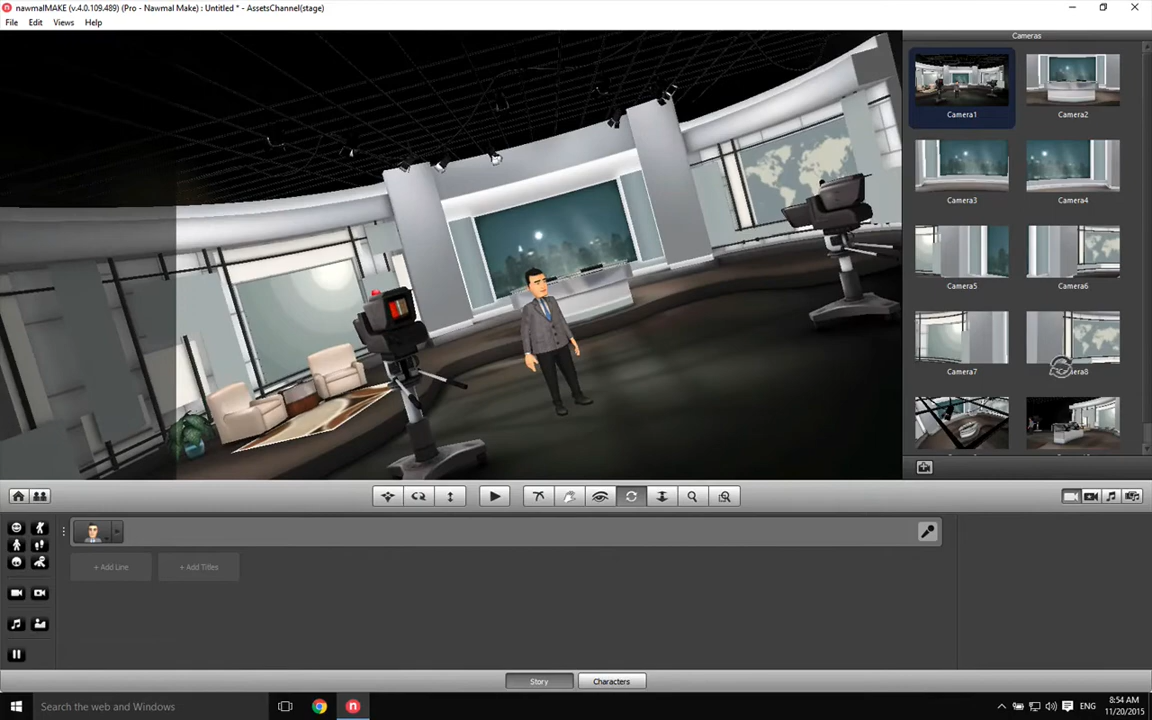 nawmalMAKE (v.4.0.109.489) (Pro - Nawmal Make) : Untitled * - AssetsChannel(stage)
File Edit Views Help
Cameras
Camera1 Camera2
Camera3 Camera4
Camera5 Camera6
Camera7 Camera8
+ Add Line + Add Titles
Story Characters
Search the web and Windows
ENG
8:54 AM
11/20/2015